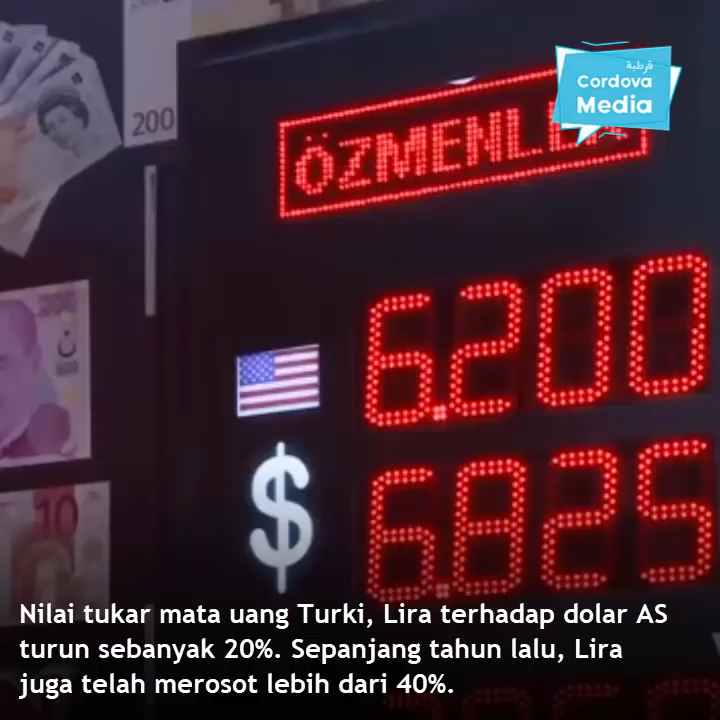 قرطبة
Cordova
Media
200
ÖZMENL
6.200
$
6.825
10
Nilai tukar mata uang Turki, Lira terhadap dolar AS
turun sebanyak 20%. Sepanjang tahun lalu, Lira
juga telah merosot lebih dari 40%.